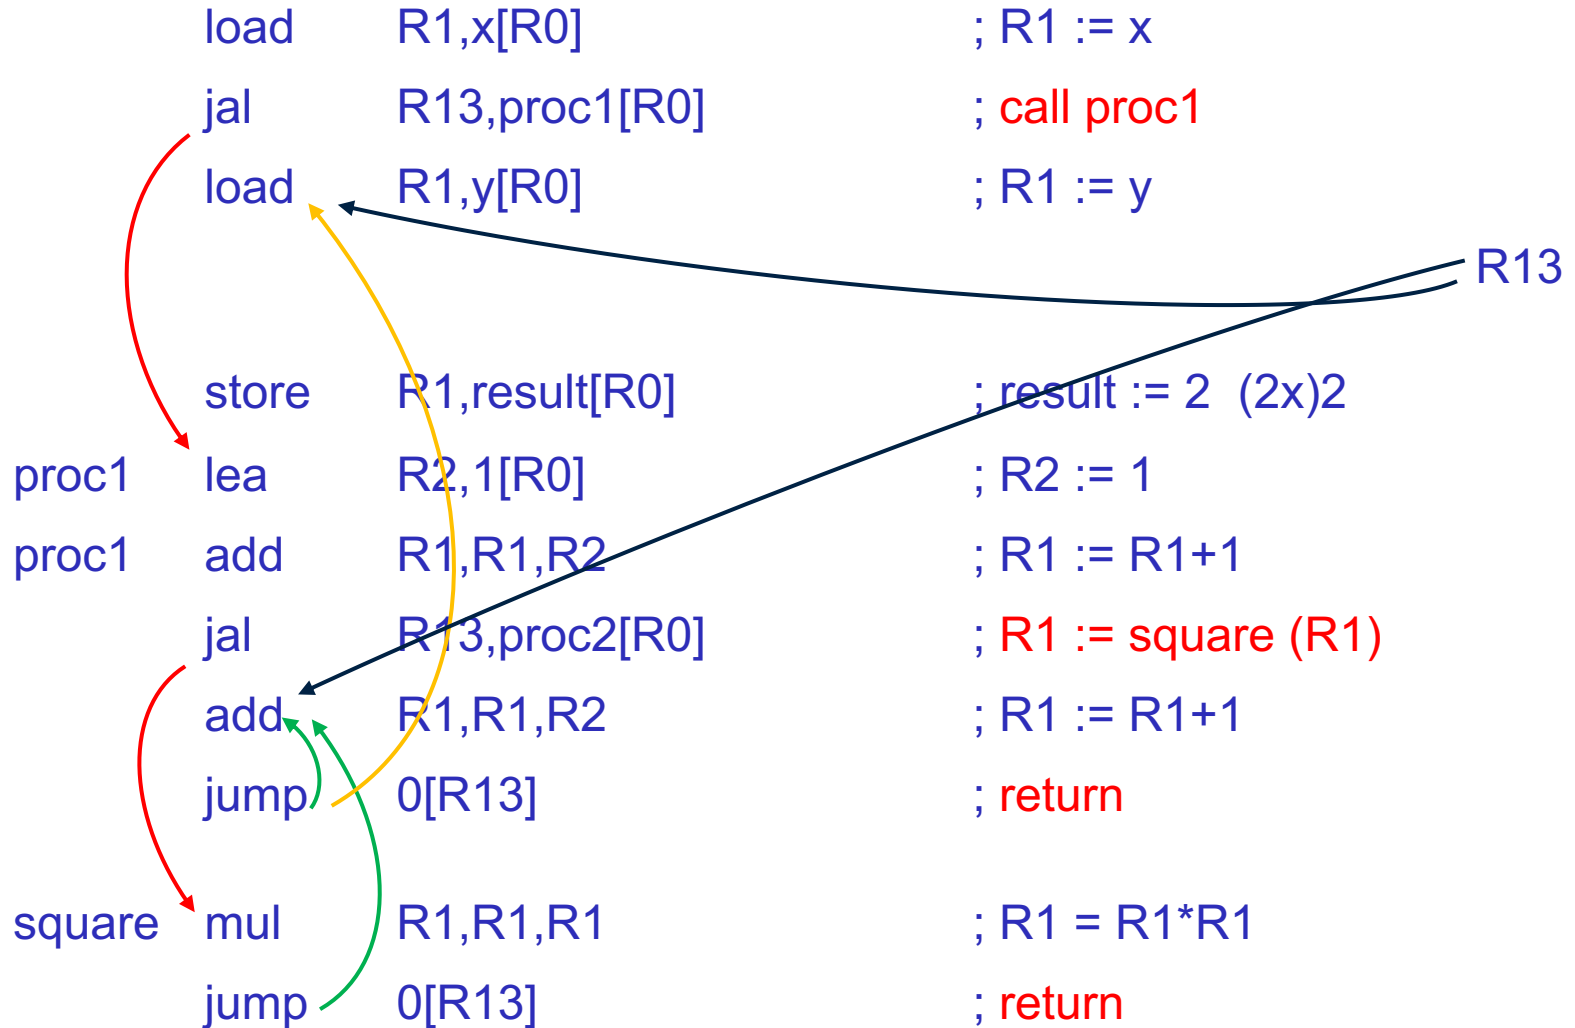 load R1,x[R0] ; R1 := x
jal R13,proc1[R0] ; call proc1
load R1,y[R0] ; R1 := y
R13
store R1,result[R0] ; result := 2 (2x)2
proc1 lea R2,1[R0] ; R2 := 1
proc1 add R1,R1,R2 ; R1 := R1+1
jal R13,proc2[R0] ; R1 := square (R1)
add R1,R1,R2 ; R1 := R1+1
jump 0[R13] ; return
square mul R1,R1,R1 ; R1 = R1*R1
jump 0[R13] ; return